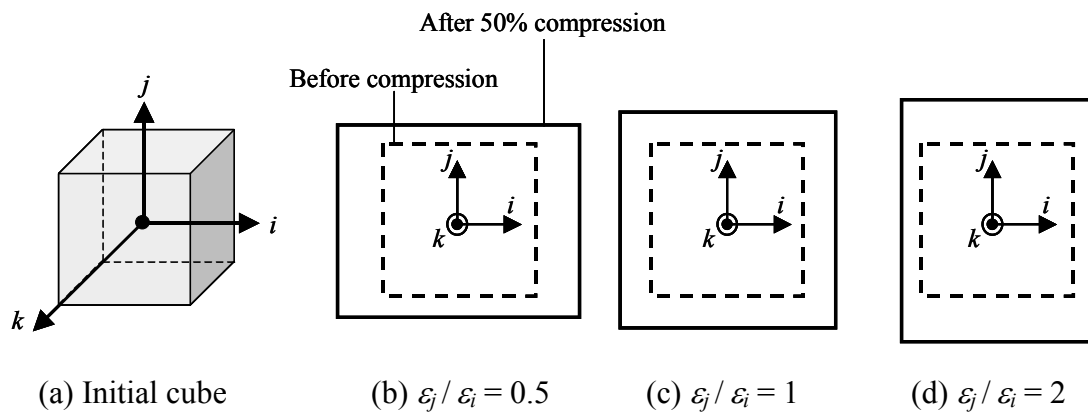 After 50% compression
Before compression
j
i
k
j
i
k
j
i
k
j
i
k
(a) Initial cube
(b) εj / εi = 0.5
(c) εj / εi = 1
(d) εj / εi = 2